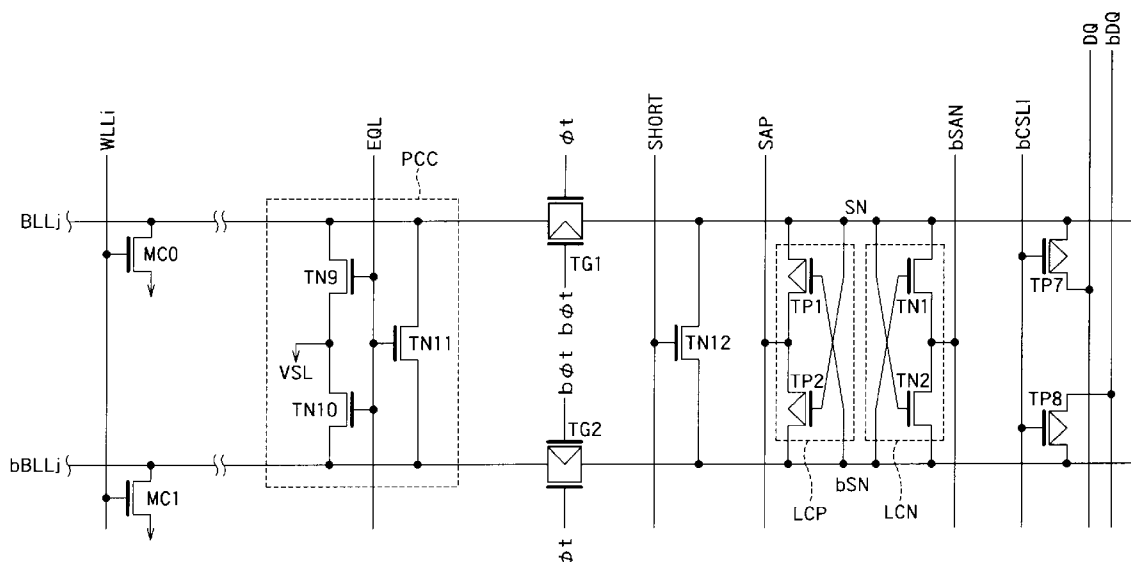 DQ
bDQ
WLLi
EQL
PCC
ϕt
SHORT
SAP
bSAN
bCSLI
BLLj
SN
MC0
TN9
TG1
TP1
TN1
TP7
TN11
bϕt bϕt
TN12
VSL
TN10
TP2
TN2
TP8
TG2
bBLLj
bSN
MC1
LCP
LCN
ϕt